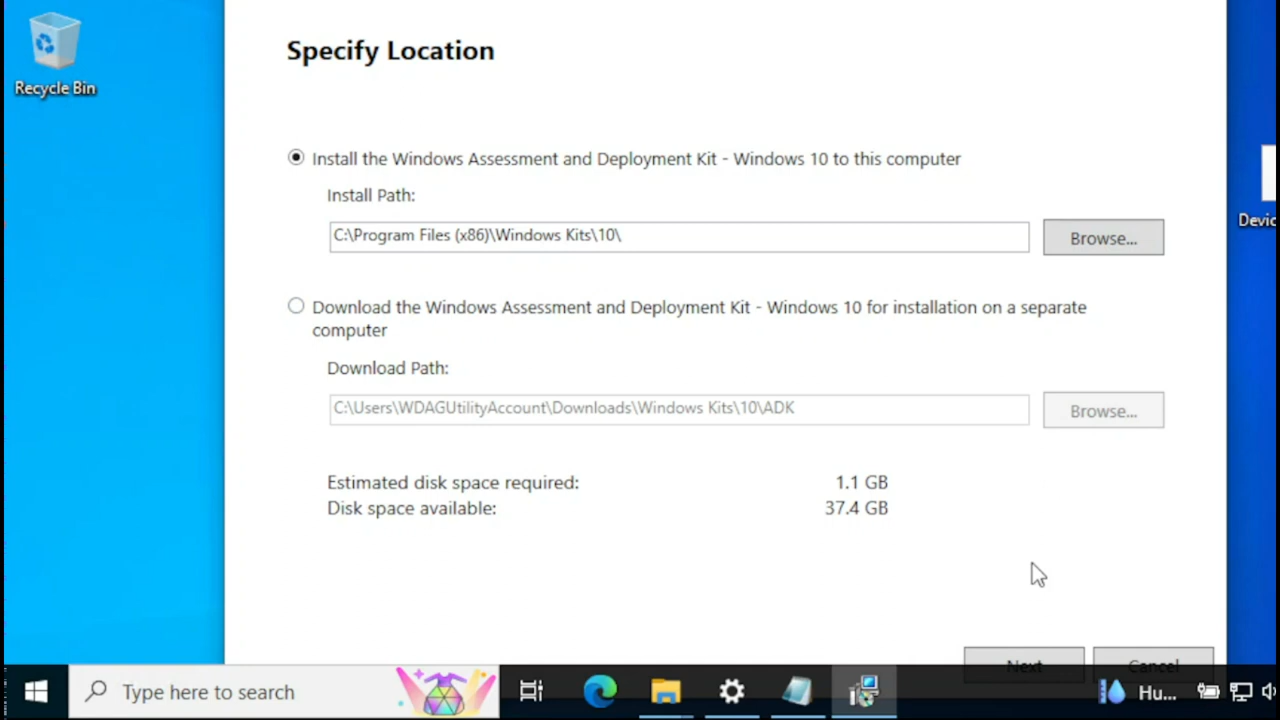 Recycle Bin
Specify Location
Install the Windows Assessment and Deployment Kit - Windows 10 to this computer
Install Path:
C:\Program Files (x86)\Windows Kits\10\
Browse...
Devic
Download the Windows Assessment and Deployment Kit - Windows 10 for installation on a separate
computer
Download Path:
C:\Users\WDAGUtilityAccount\Downloads\Windows Kits\10\ADK
Browse...
Estimated disk space required: 1.1 GB
Disk space available: 37.4 GB
Next Cancel
Type here to search
Hu...